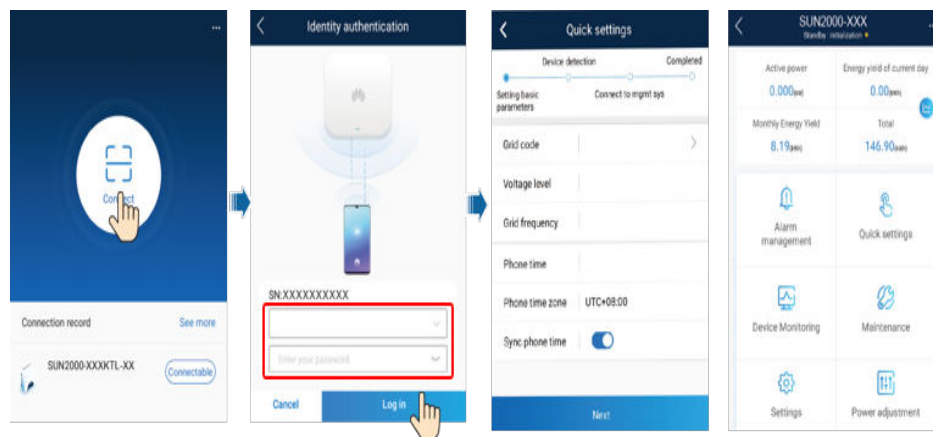 ...
Connect
Connection record
See more
SUN2000-XXXKTL-XX
Connectable
Identity authentication
SN:XXXXXXXXXX
Enter your password
Cancel
Log in
Quick settings
Device detection
Completed
Setting basic
parameters
Connect to mgmt sys
Grid code
Voltage level
Grid frequency
Phone time
Phone time zone UTC+08:00
Sync phone time
Next
SUN2000-XXX
Standby initialization
Active power
Energy yield of current day
0.000(kW)
0.00(kWh)
Monthly Energy Yield
Total
8.19(kWh)
146.90(kWh)
Alarm
management
Quick settings
Device Monitoring
Maintenance
Settings
Power adjustment